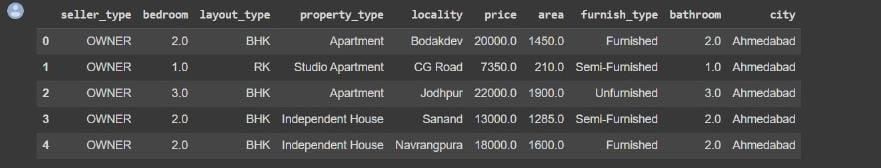 seller_type bedroom layout_type property_type locality price area furnish_type bathroom city
0 OWNER 2.0 BHK Apartment Bodakdev 20000.0 1450.0 Furnished 2.0 Ahmedabad
1 OWNER 1.0 RK Studio Apartment CG Road 7350.0 210.0 Semi-Furnished 1.0 Ahmedabad
2 OWNER 3.0 BHK Apartment Jodhpur 22000.0 1900.0 Unfurnished 3.0 Ahmedabad
3 OWNER 2.0 BHK Independent House Sanand 13000.0 1285.0 Semi-Furnished 2.0 Ahmedabad
4 OWNER 2.0 BHK Independent House Navrangpura 18000.0 1600.0 Furnished 2.0 Ahmedabad